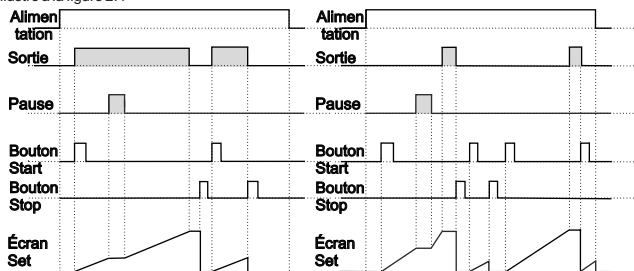 Alimen
tation
Sortie
Pause
Bouton
Start
Bouton
Stop
Écran
Set
Alimen
tation
Sortie
Pause
Bouton
Start
Bouton
Stop
Écran
Set